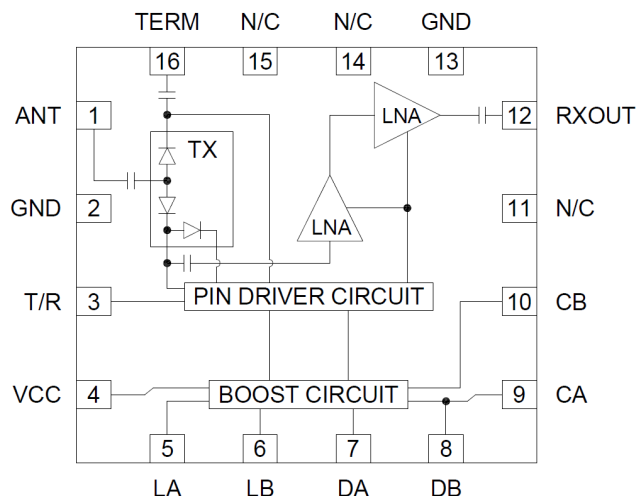 TERM N/C N/C GND
16 15 14 13
ANT 1
LNA 12 RXOUT
TX
GND 2
11 N/C
LNA
T/R 3 PIN DRIVER CIRCUIT 10 CB
VCC 4 BOOST CIRCUIT 9 CA
5 6 7 8
LA LB DA DB